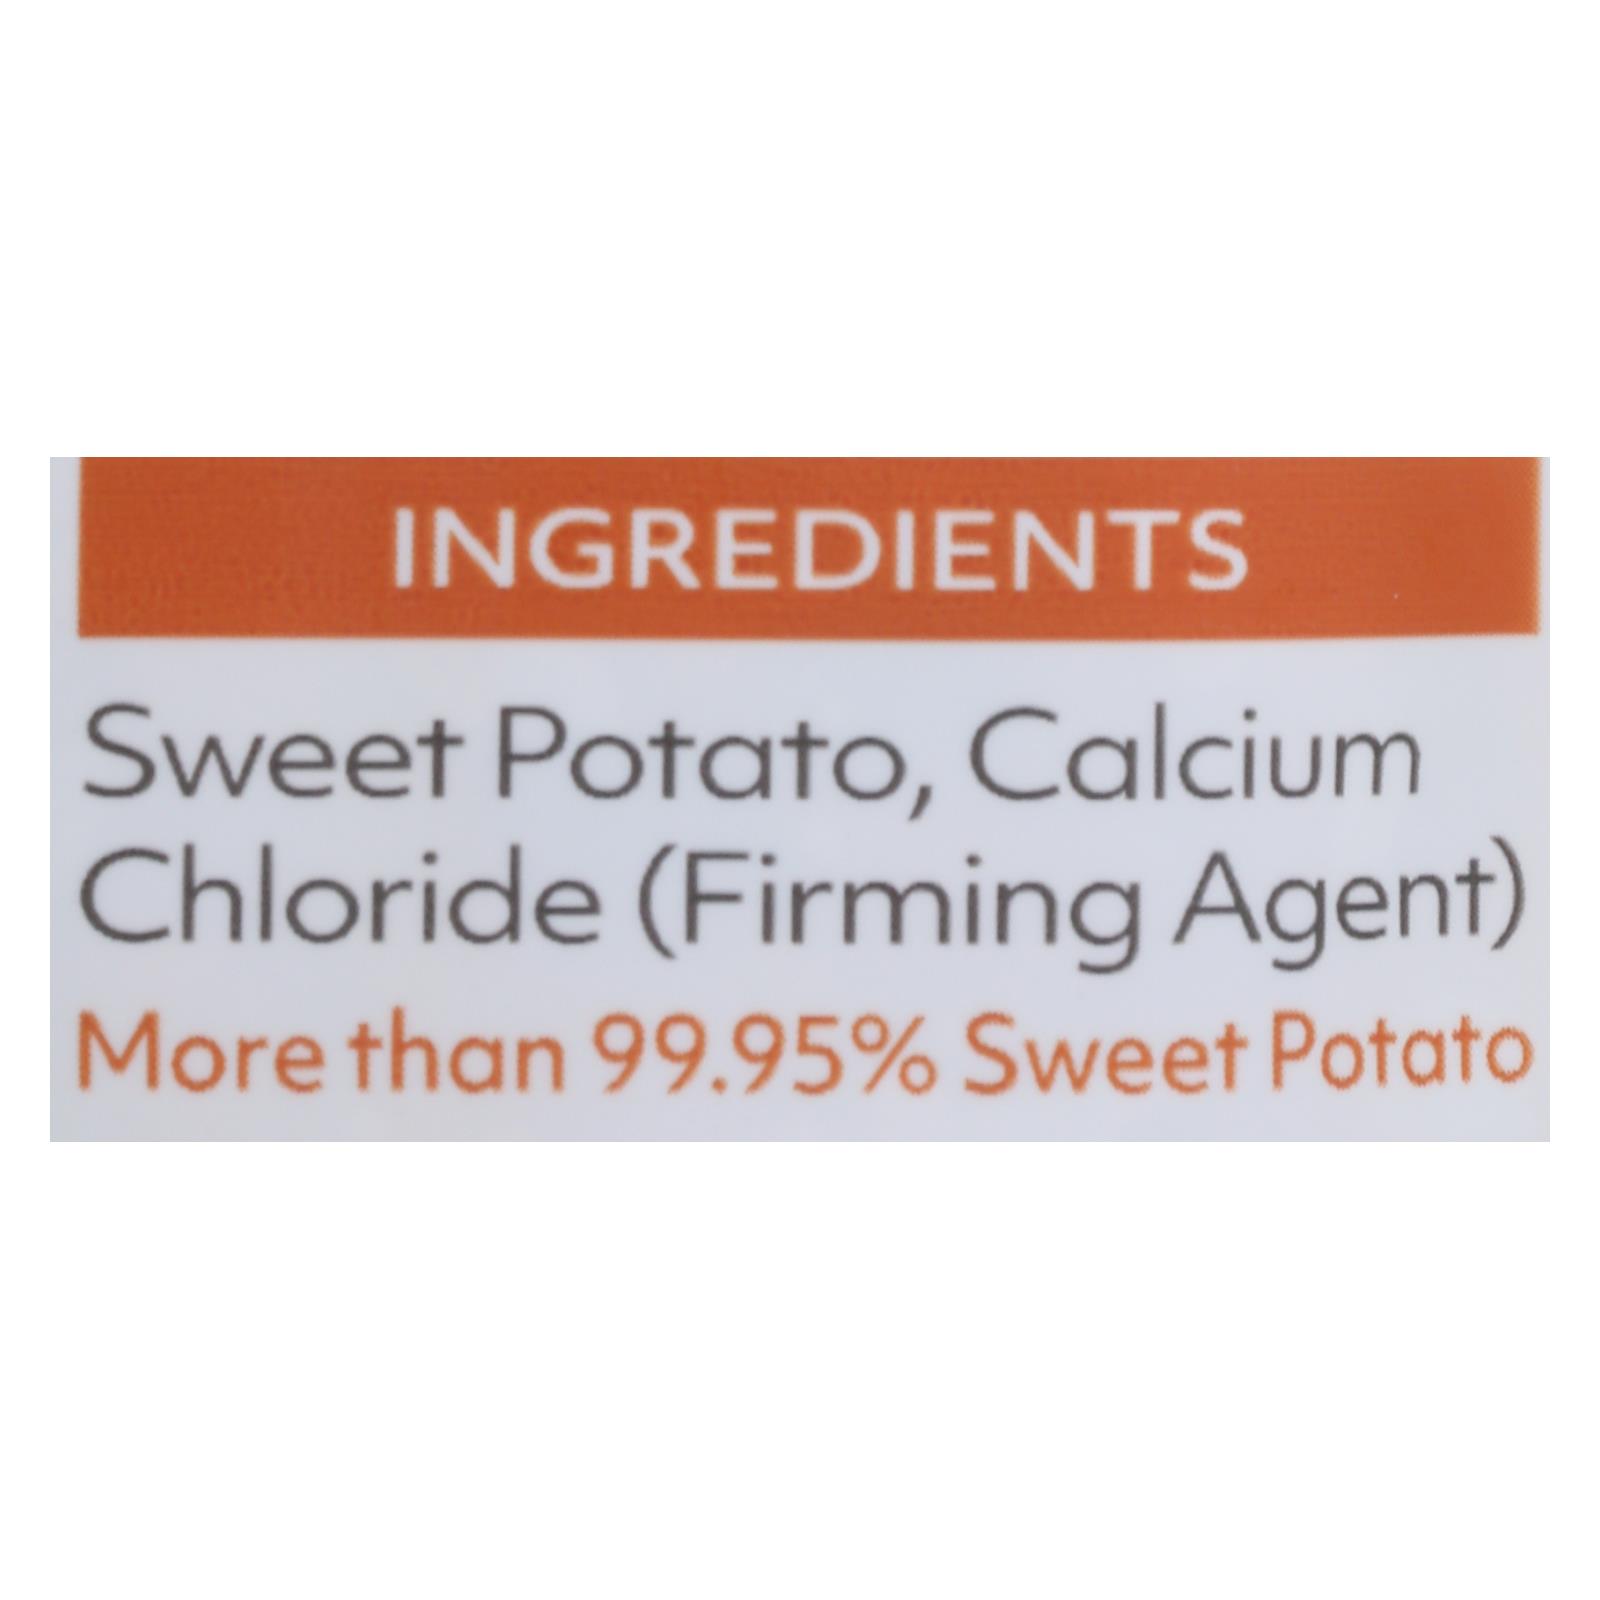 INGREDIENTS
Sweet Potato, Calcium
Chloride (Firming Agent)
More than 99.95% Sweet Potato